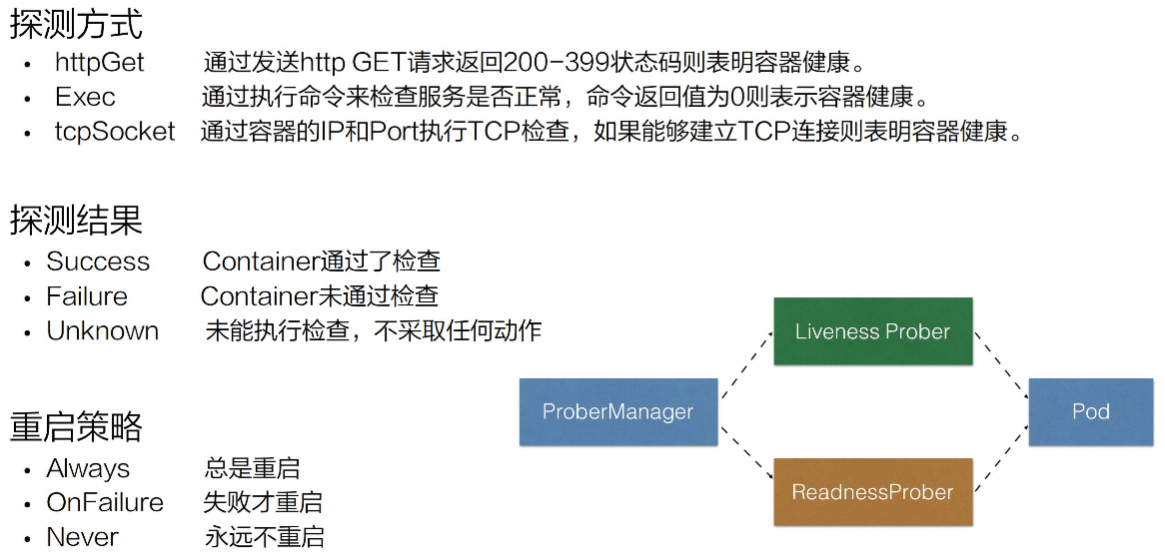 探测方式
• httpGet 通过发送http GET请求返回200-399状态码则表明容器健康。
• Exec 通过执行命令来检查服务是否正常，命令返回值为0则表示容器健康。
• tcpSocket 通过容器的IP和Port执行TCP检查，如果能够建立TCP连接则表明容器健康。
探测结果
• Success Container通过了检查
• Failure Container未通过检查
• Unknown 未能执行检查，不采取任何动作
重启策略
• Always 总是重启
• OnFailure 失败才重启
• Never 永远不重启
ProberManager
Liveness Prober
ReadnessProber
Pod